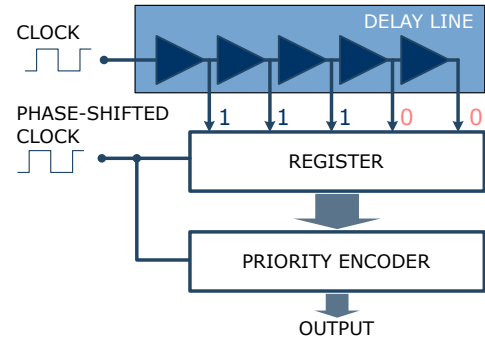 DELAY LINE
CLOCK
PHASE-SHIFTED
CLOCK
1 1 1 0 0
REGISTER
PRIORITY ENCODER
OUTPUT